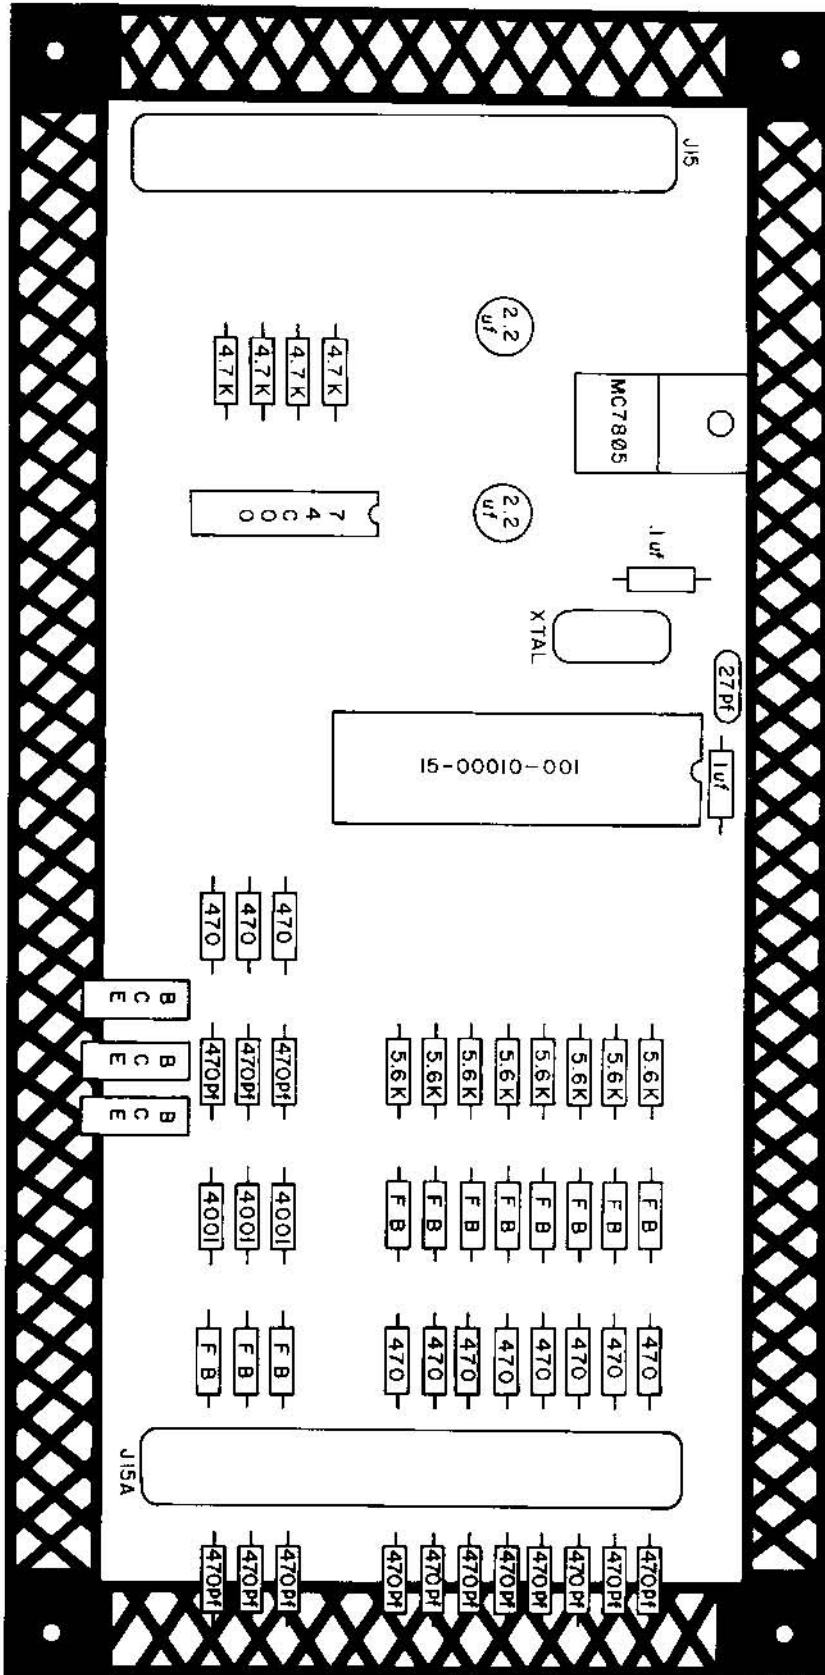 J15
2.2 uf
4.7K 4.7K 4.7K 4.7K
MC7805
2.2 uf
74C00
.1uf
XTAL
27Pf
15-00010-001
.1uf
470 470 470
B C E
B C E
B C E
470Pf 470Pf 470Pf
5.6K 5.6K 5.6K 5.6K 5.6K 5.6K 5.6K 5.6K
4001 4001 4001
FB FB FB FB FB FB FB FB
FB FB FB
470 470 470 470 470 470 470 470
J15A
470Pf 470Pf 470Pf 470Pf 470Pf 470Pf 470Pf 470Pf 470Pf 470Pf 470Pf